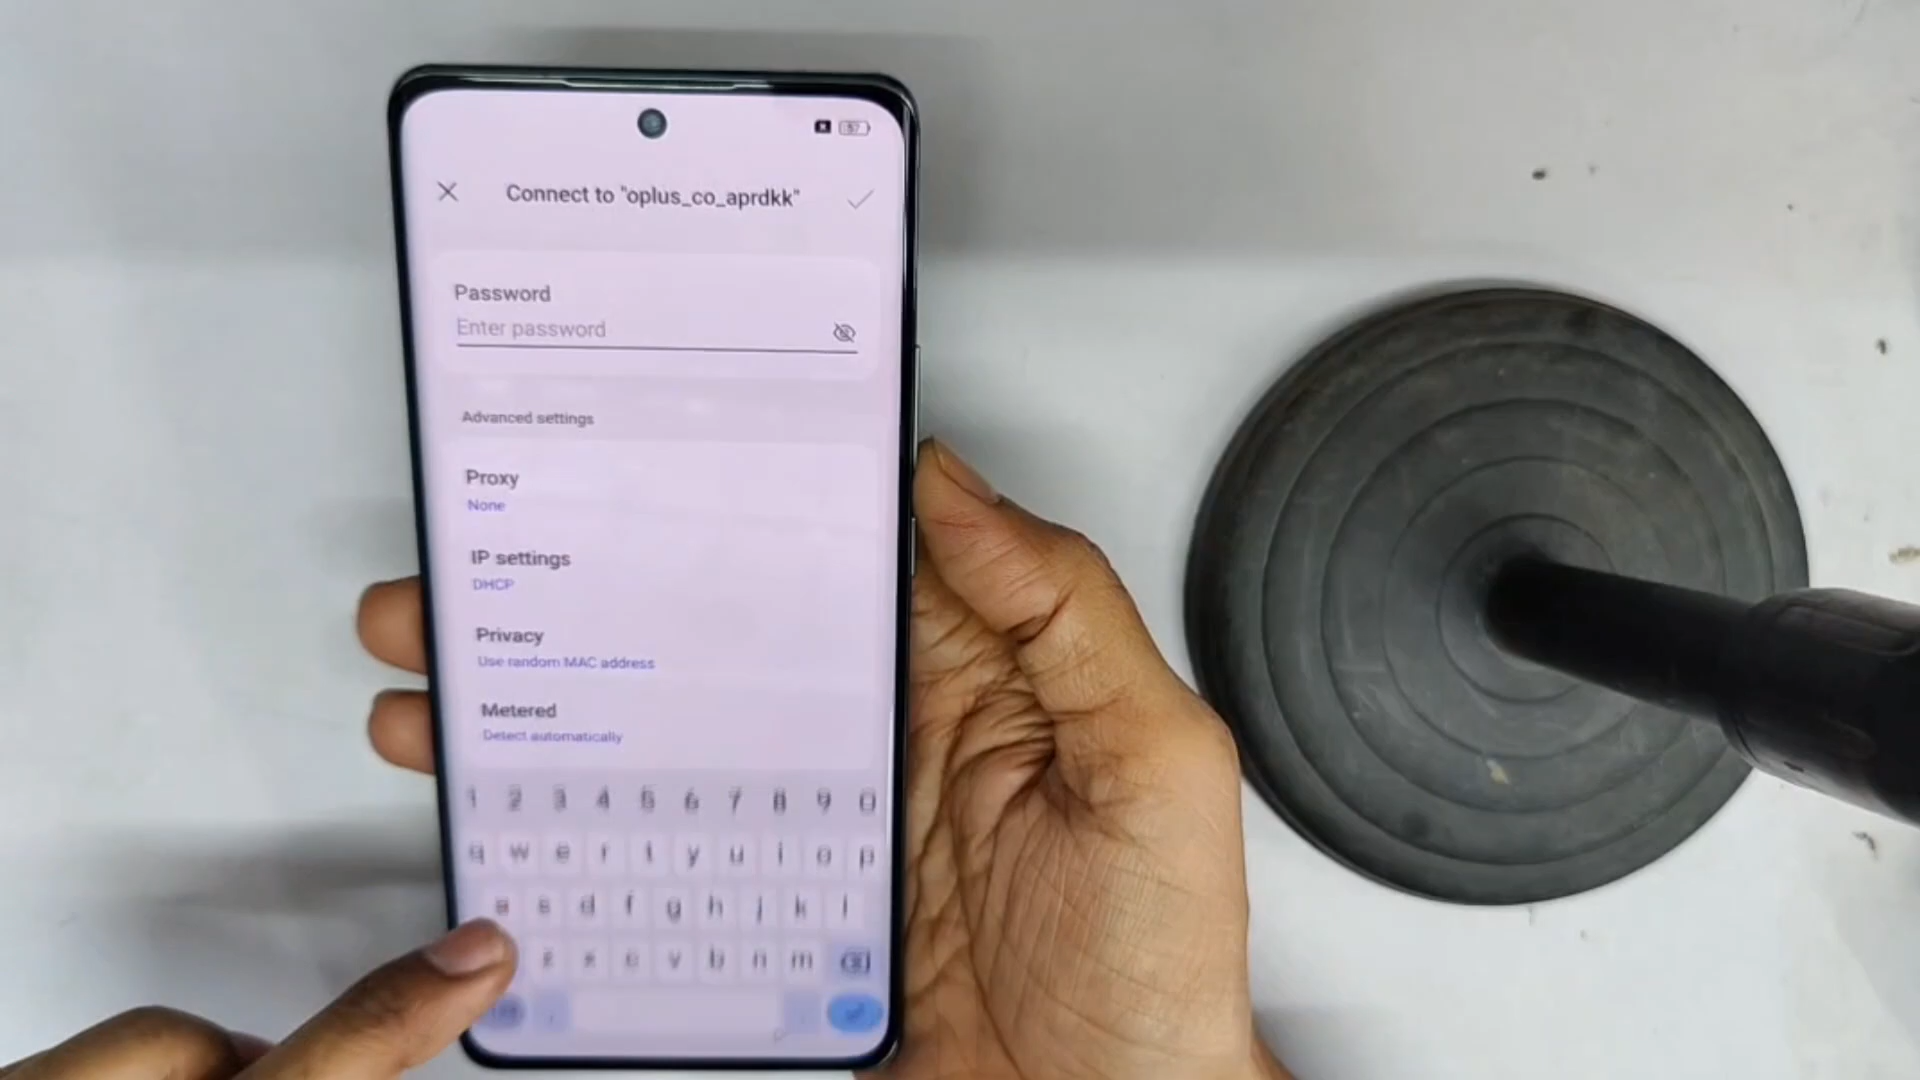 57
Connect to "oplus_co_aprdkk"
Password
Enter password
Advanced settings
Proxy
None
IP settings
DHCP
Privacy
Use random MAC address
Metered
Detect automatically
1 2 3 4 5 6 7 8 9 0
q w e r t y u i o p
a s d f g h j k l
z x c v b n m